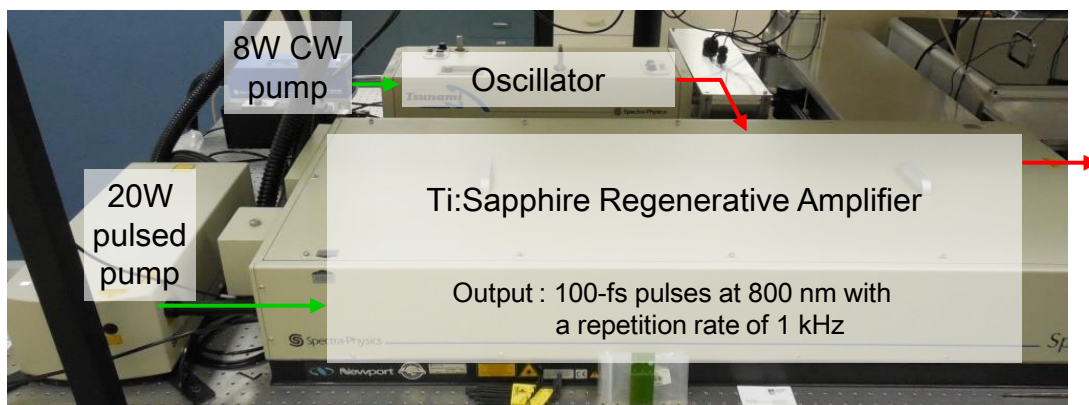 8W CW
pump
Oscillator
Tsunami
Spectra-Physics
20W
pulsed
pump
Ti:Sapphire Regenerative Amplifier
Output : 100-fs pulses at 800 nm with
a repetition rate of 1 kHz
Spectra-Physics
Sp
Newport